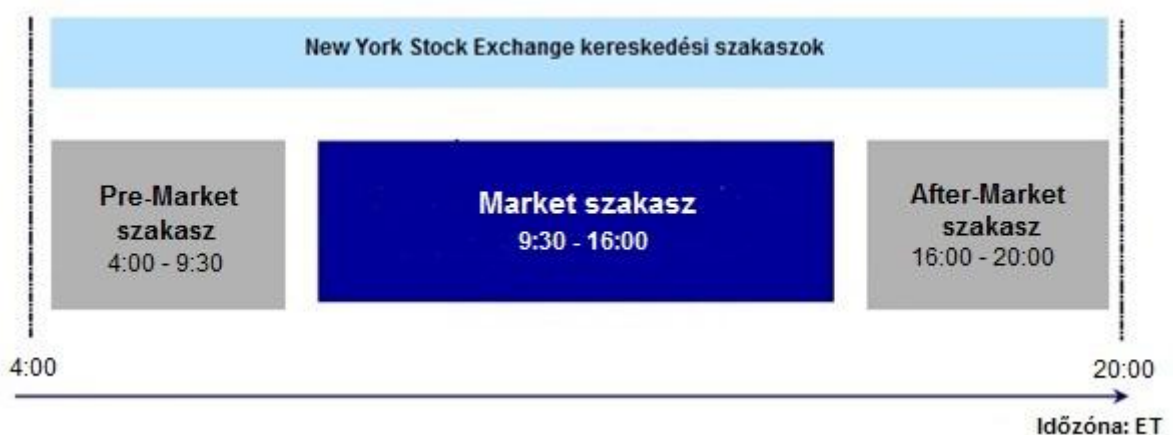 New York Stock Exchange kereskedési szakaszok
Pre-Market
szakasz
4:00 - 9:30
Market szakasz
9:30 - 16:00
After-Market
szakasz
16:00 - 20:00
4:00
20:00
Időzóna: ET